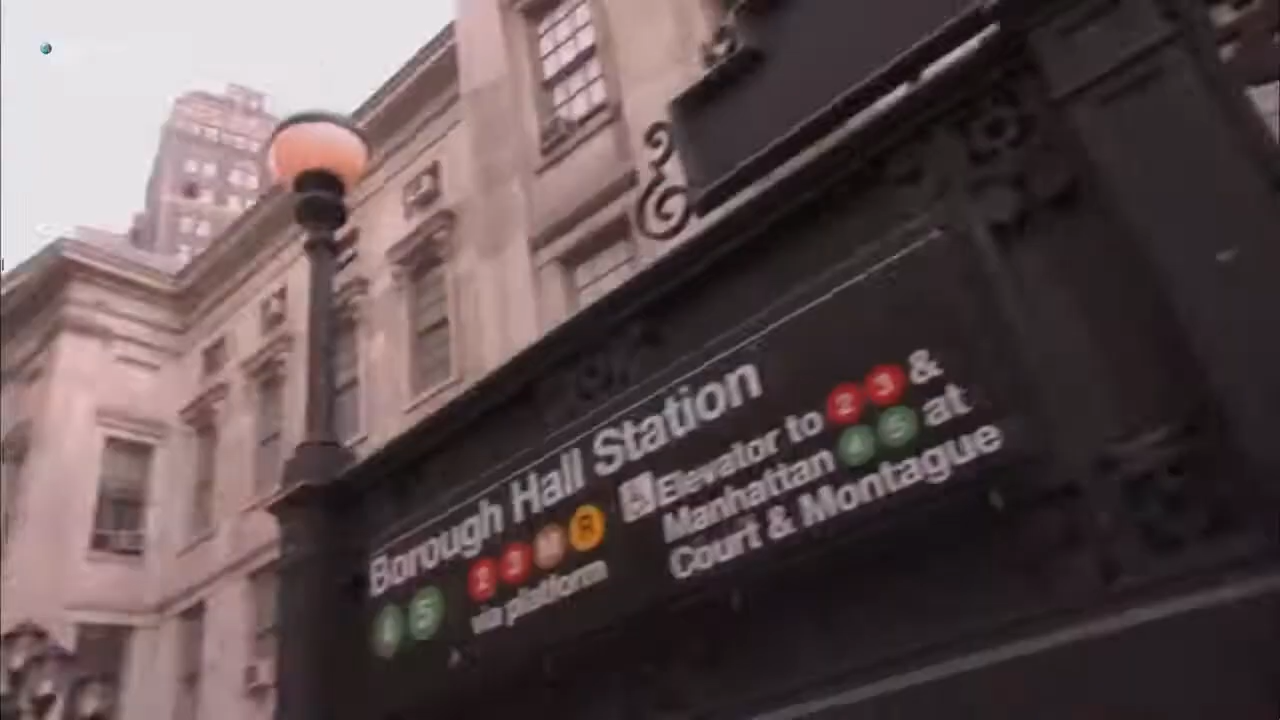 Borough Hall Station
4 5
2 3 M R
via platform
Elevator to 2 3 &
Manhattan 4 5 at
Court & Montague